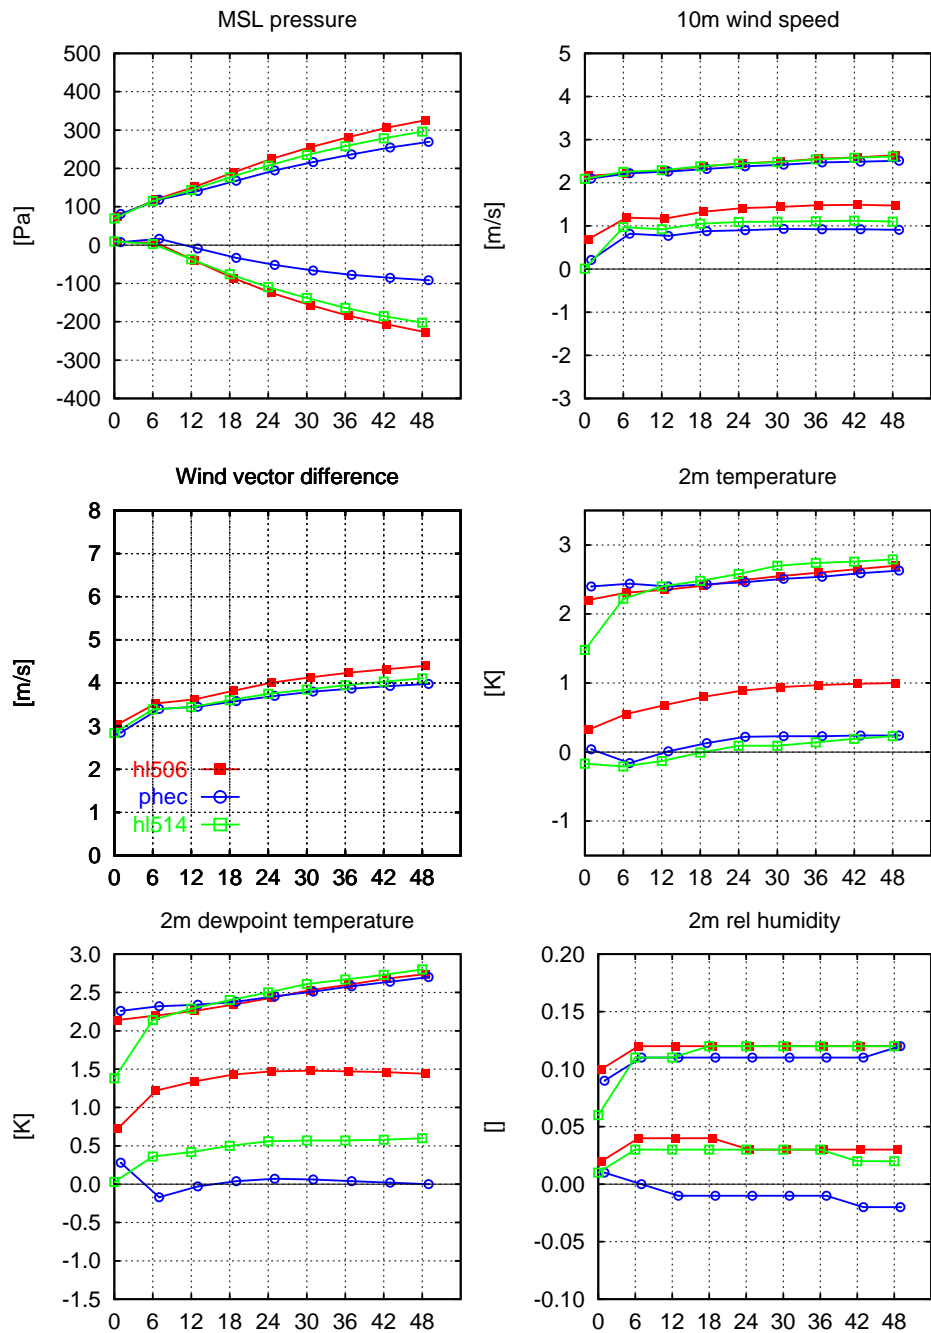 MSL pressure
500
400
300
200
100
0
-100
-200
-300
-400
[Pa]
0 6 12 18 24 30 36 42 48
10m wind speed
5
4
3
2
1
0
-1
-2
-3
[m/s]
0 6 12 18 24 30 36 42 48
Wind vector difference
8
7
6
5
4
3
2
1
0
[m/s]
hl506
phec
hl514
0 6 12 18 24 30 36 42 48
2m temperature
3
2
1
0
-1
[K]
0 6 12 18 24 30 36 42 48
2m dewpoint temperature
3.0
2.5
2.0
1.5
1.0
0.5
0.0
-0.5
-1.0
-1.5
[K]
0 6 12 18 24 30 36 42 48
2m rel humidity
0.20
0.15
0.10
0.05
0.00
-0.05
-0.10
[]
0 6 12 18 24 30 36 42 48